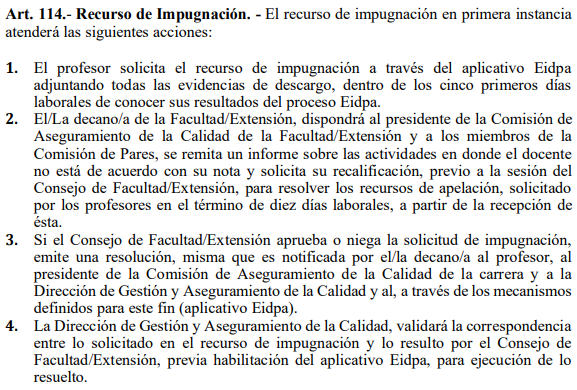 Art. 114.- Recurso de Impugnación. - El recurso de impugnación en primera instancia
atenderá las siguientes acciones:
1. El profesor solicita el recurso de impugnación a través del aplicativo Eidpa
adjuntando todas las evidencias de descargo, dentro de los cinco primeros días
laborales de conocer sus resultados del proceso Eidpa.
2. El/La decano/a de la Facultad/Extensión, dispondrá al presidente de la Comisión de
Aseguramiento de la Calidad de la Facultad/Extensión y a los miembros de la
Comisión de Pares, se remita un informe sobre las actividades en donde el docente
no está de acuerdo con su nota y solicita su recalificación, previo a la sesión del
Consejo de Facultad/Extensión, para resolver los recursos de apelación, solicitado
por los profesores en el término de diez días laborales, a partir de la recepción de
ésta.
3. Si el Consejo de Facultad/Extensión aprueba o niega la solicitud de impugnación,
emite una resolución, misma que es notificada por el/la decano/a al profesor, al
presidente de la Comisión de Aseguramiento de la Calidad de la carrera y a la
Dirección de Gestión y Aseguramiento de la Calidad y al, a través de los mecanismos
definidos para este fin (aplicativo Eidpa).
4. La Dirección de Gestión y Aseguramiento de la Calidad, validará la correspondencia
entre lo solicitado en el recurso de impugnación y lo resulto por el Consejo de
Facultad/Extensión, previa habilitación del aplicativo Eidpa, para ejecución de lo
resuelto.